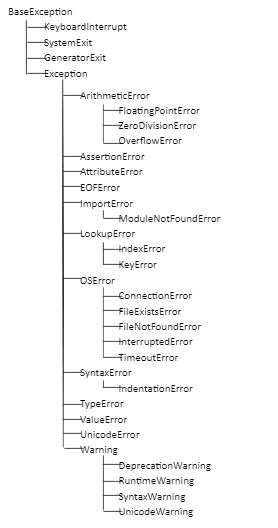 BaseException
KeyboardInterrupt
SystemExit
GeneratorExit
Exception
ArithmeticError
FloatingPointError
ZeroDivisionError
OverflowError
AssertionError
AttributeError
EOFError
ImportError
ModuleNotFoundError
LookupError
IndexError
KeyError
OSError
ConnectionError
FileExistsError
FileNotFoundError
InterruptedError
TimeoutError
SyntaxError
IndentationError
TypeError
ValueError
UnicodeError
Warning
DeprecationWarning
RuntimeWarning
SyntaxWarning
UnicodeWarning